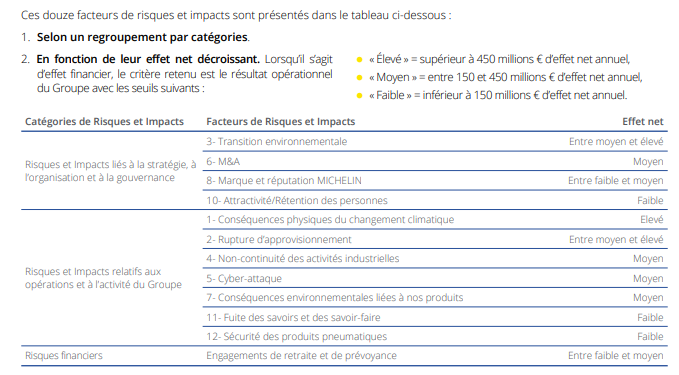 Ces douze facteurs de risques et impacts sont présentés dans le tableau ci-dessous :
1. Selon un regroupement par catégories.
2. En fonction de leur effet net décroissant. Lorsqu'il s'agit
d'effet financier, le critère retenu est le résultat opérationnel
du Groupe avec les seuils suivants :
« Élevé » = supérieur à 450 millions € d'effet net annuel,
« Moyen » = entre 150 et 450 millions € d'effet net annuel,
« Faible » = inférieur à 150 millions € d'effet net annuel.
Catégories de Risques et Impacts Facteurs de Risques et Impacts Effet net
Risques et Impacts liés à la stratégie, à
l'organisation et à la gouvernance
3- Transition environnementale Entre moyen et élevé
6- M&A Moyen
8- Marque et réputation MICHELIN Entre faible et moyen
10- Attractivité/Rétention des personnes Faible
Risques et Impacts relatifs aux
opérations et à l'activité du Groupe
1- Conséquences physiques du changement climatique Elevé
2- Rupture d'approvisionnement Entre moyen et élevé
4- Non-continuité des activités industrielles Moyen
5- Cyber-attaque Moyen
7- Conséquences environnementales liées à nos produits Moyen
11- Fuite des savoirs et des savoir-faire Faible
12- Sécurité des produits pneumatiques Faible
Risques financiers Engagements de retraite et de prévoyance Entre faible et moyen